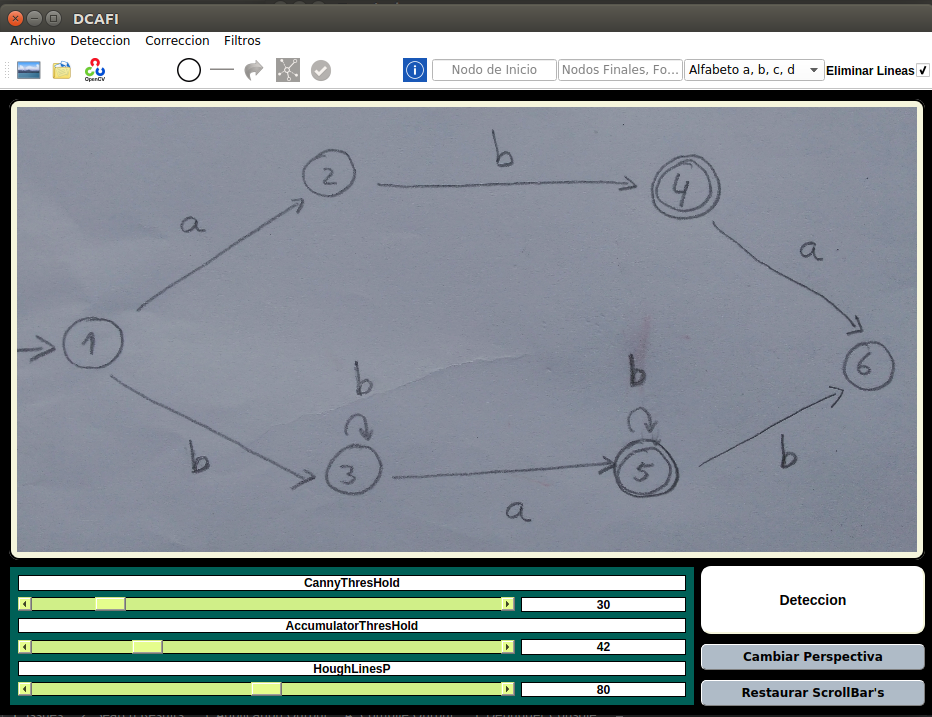 DCAFI
Archivo Deteccion Correccion Filtros
OpenCV
i Nodo de Inicio Nodos Finales, Fo... Alfabeto a, b, c, d Eliminar Lineas
b
2
4
a
a
1
6
b
b
b
3
5
b
a
CannyThresHold
30
AccumulatorThresHold
42
HoughLinesP
80
Deteccion
Cambiar Perspectiva
Restaurar ScrollBar's